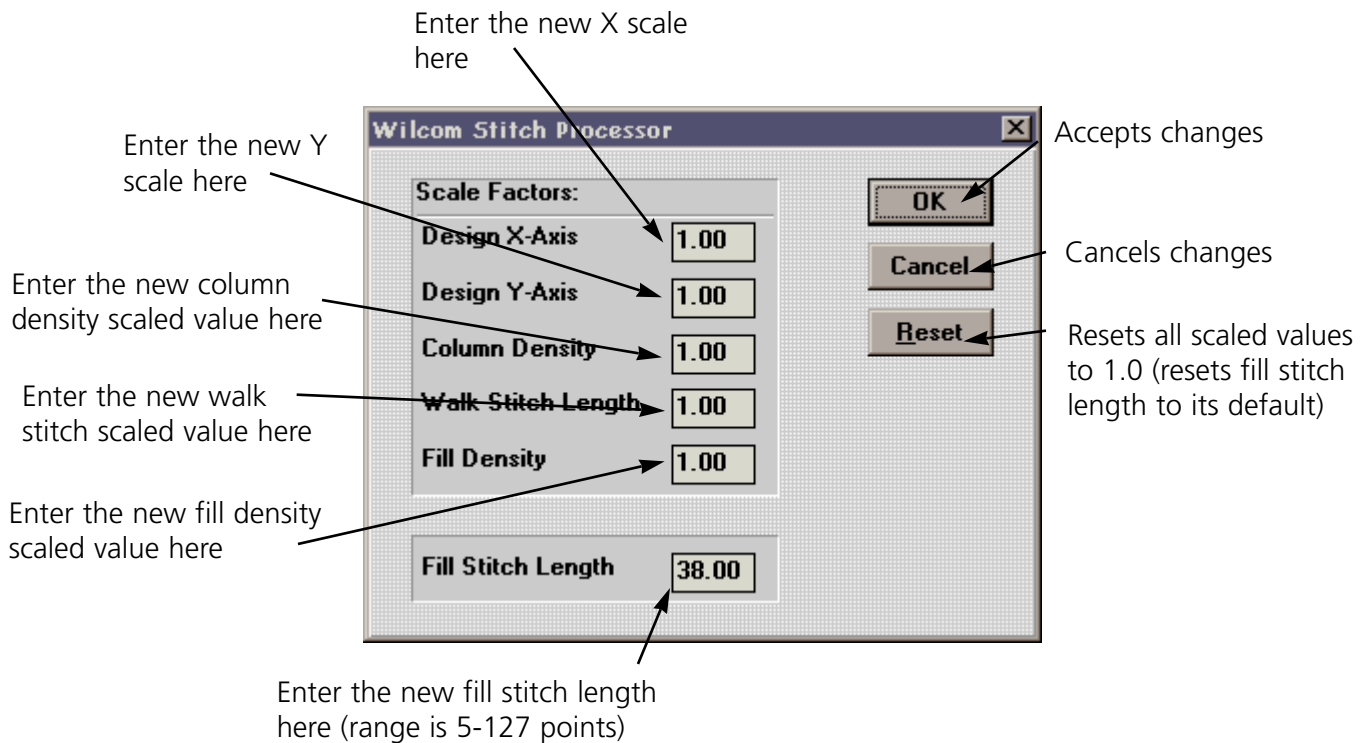 Enter the new X scale
here
Wilcom Stitch Processor
Enter the new Y
scale here
Accepts changes
Scale Factors:
OK
Design X-Axis
1.00
Cancel
Cancels changes
Enter the new column
density scaled value here
Design Y-Axis
1.00
Reset
Resets all scaled values
to 1.0 (resets fill stitch
length to its default)
Column Density
1.00
Enter the new walk
stitch scaled value here
Walk Stitch Length
1.00
Fill Density
1.00
Enter the new fill density
scaled value here
Fill Stitch Length
38.00
Enter the new fill stitch length
here (range is 5-127 points)